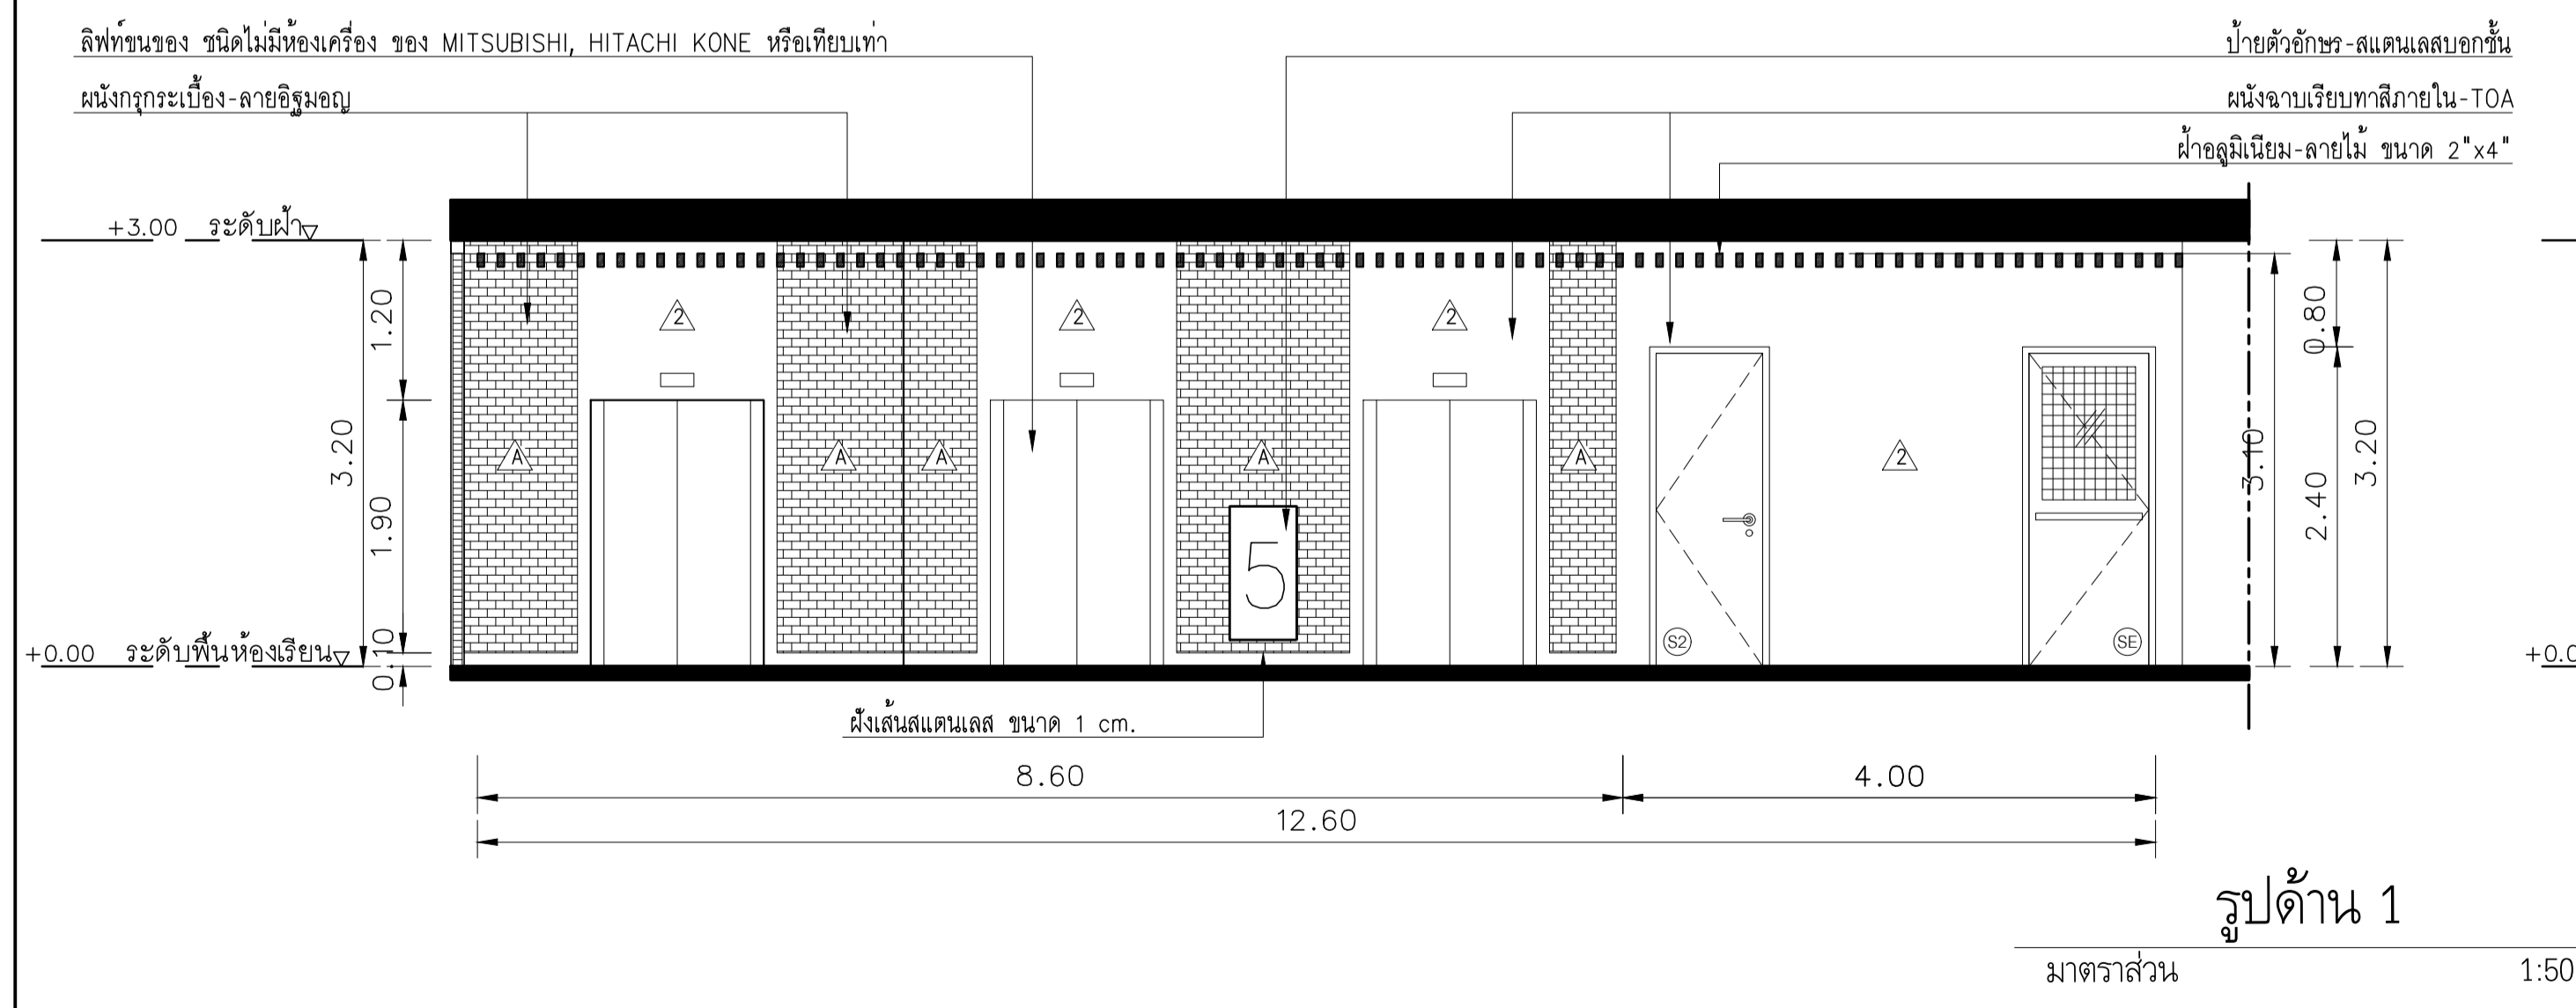 ลิฟท์ขนของ ชนิดไม่มีห้องเครื่อง ของ MITSUBISHI, HITACHI KONE หรือเทียบเท่า
ป้ายตัวอักษร-สแตนเลสบอกชั้น
ผนังกรุกระเบื้อง-ลายอิฐมอญ
ผนังฉาบเรียบทาสีภายใน-TOA
ฝ้าอลูมิเนียม-ลายไม้ ขนาด 2"x4"
+3.00 ระดับฝ้า
1.20
2
2
2
0.80
3.20
1.90
A
A
A
A
A
2
3.10
2.40
3.20
5
S2
SE
+0.00 ระดับพื้นห้องเรียน
0.10
ฝังเส้นสแตนเลส ขนาด 1 cm.
8.60
4.00
12.60
รูปด้าน 1
มาตราส่วน 1:50